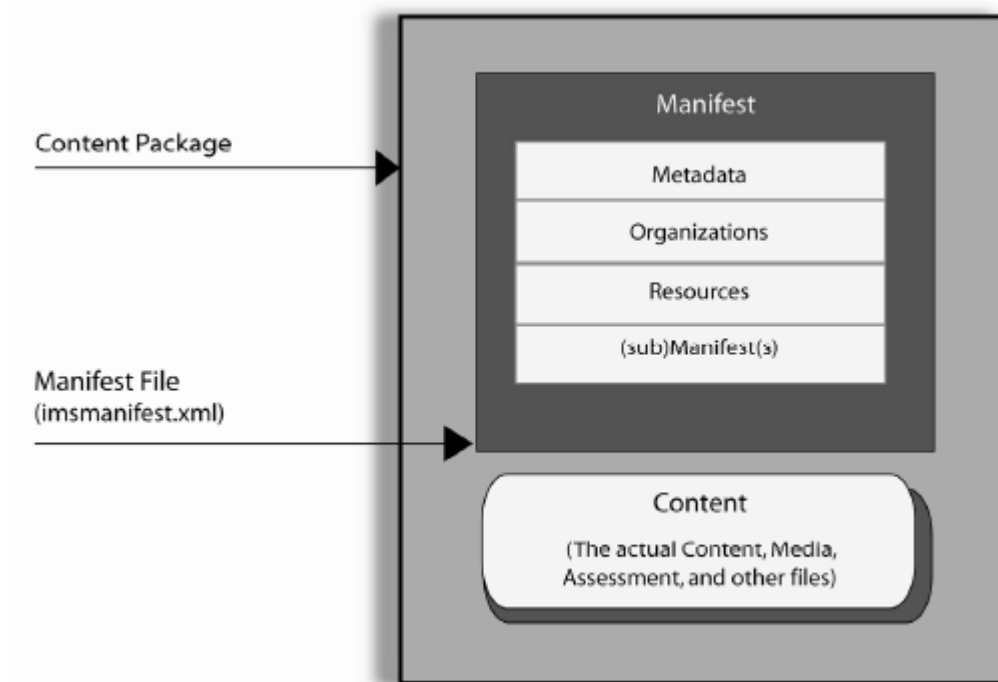 Content Package
Manifest File
(imsmanifest.xml)
Manifest
Metadata
Organizations
Resources
(sub)Manifest(s)
Content
(The actual Content, Media,
Assessment, and other files)